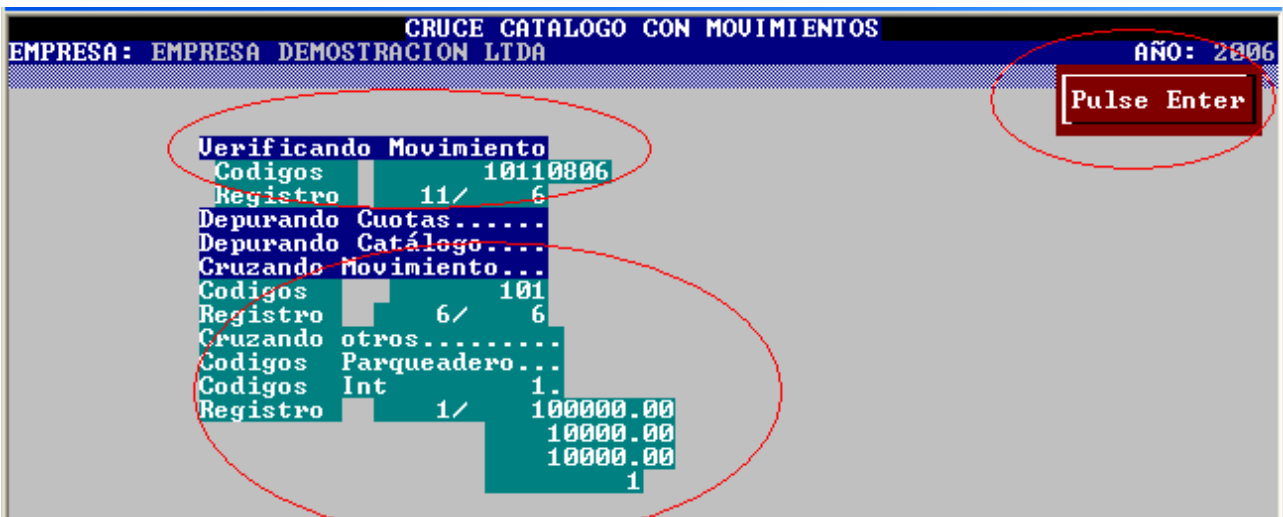 CRUCE CATALOGO CON MOVIMIENTOS
EMPRESA: EMPRESA DEMOSTRACION LTDA AÑO: 2006
Pulse Enter
Verificando Movimiento
Codigos 10110806
Registro 11/ 6
Depurando Cuotas......
Depurando Catálogo....
Cruzando Movimiento...
Codigos 101
Registro 6/ 6
Cruzando otros.........
Codigos Parqueadero...
Codigos Int 1.
Registro 1/ 100000.00
10000.00
10000.00
1